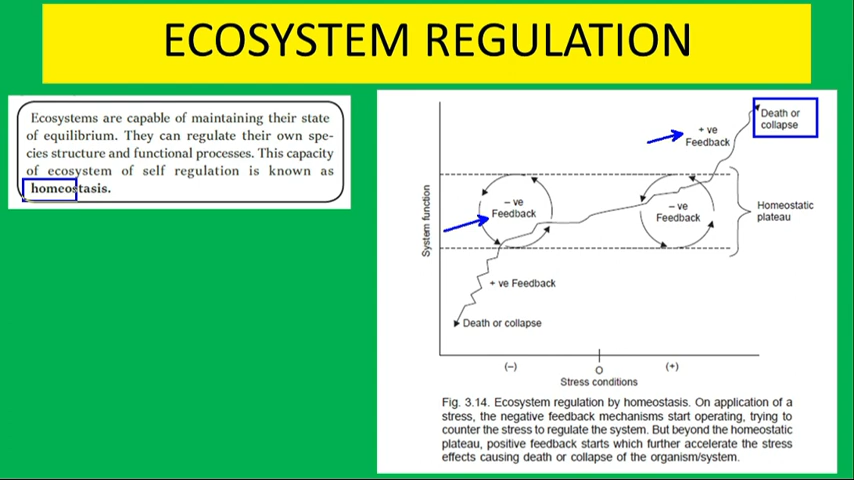 ECOSYSTEM REGULATION
Ecosystems are capable of maintaining their state
of equilibrium. They can regulate their own spe-
cies structure and functional processes. This capacity
of ecosystem of self regulation is known as
homeostasis.
Death or
collapse
+ ve
Feedback
– ve
Feedback
– ve
Feedback
Homeostatic
plateau
System function
+ ve Feedback
Death or collapse
(–)
O
(+)
Stress conditions
Fig. 3.14. Ecosystem regulation by homeostasis. On application of a
stress, the negative feedback mechanisms start operating, trying to
counter the stress to regulate the system. But beyond the homeostatic
plateau, positive feedback starts which further accelerate the stress
effects causing death or collapse of the organism/system.